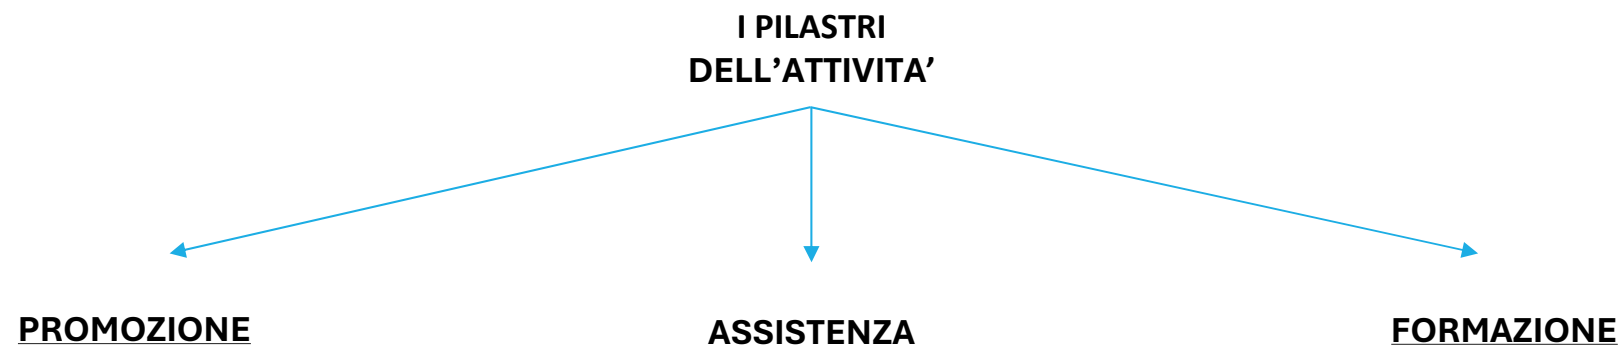 I PILASTRI
DELL’ATTIVITA’
PROMOZIONE
ASSISTENZA
FORMAZIONE